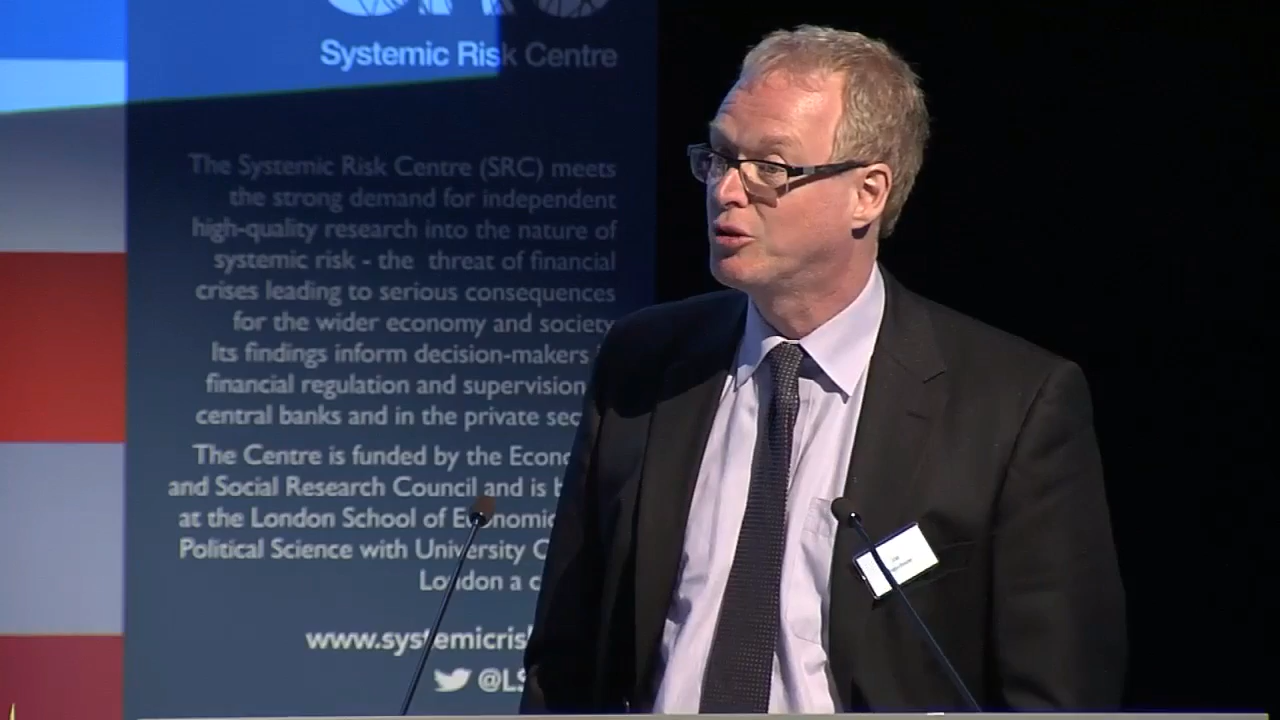 Systemic Risk Centre
The Systemic Risk Centre (SRC) meets
the strong demand for independent
high-quality research into the nature of
systemic risk - the threat of financial
crises leading to serious consequences
for the wider economy and society
Its findings inform decision-makers
financial regulation and supervision
central banks and in the private
The Centre is funded by the
and Social Research Council and is
at the London School of
Political Science with University
London a
www.systemicris
@LS